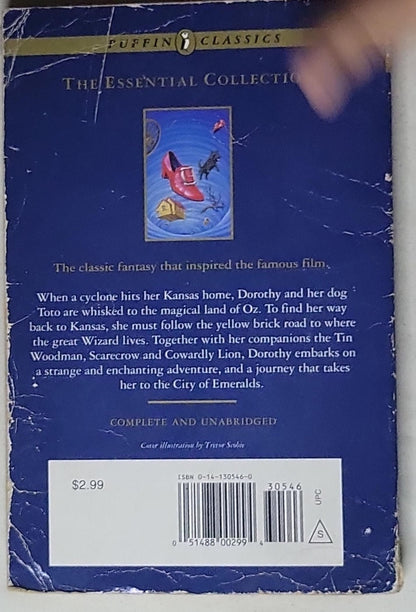 PUFFIN CLASSICS
THE ESSENTIAL
The classic fantasy that inspired the famous film.
When a cyclone hits her Kansas home, Dorothy and her dog
Toto are whisked to the magical land of Oz. To find her way
back to Kansas, she must follow the yellow brick road to where
the great Wizard lives. Together with her companions the Tin
Woodman, Scarecrow and Cowardly Lion, Dorothy embarks on
a strange and enchanting adventure, and a journey that takes
her to the City of Emeralds.
COMPLETE AND UNABRIDGED
Cover illustration by Trevor
$2.99
ISBN 0-14-130546-0
30546
0 51488 00299 4
UPC
S